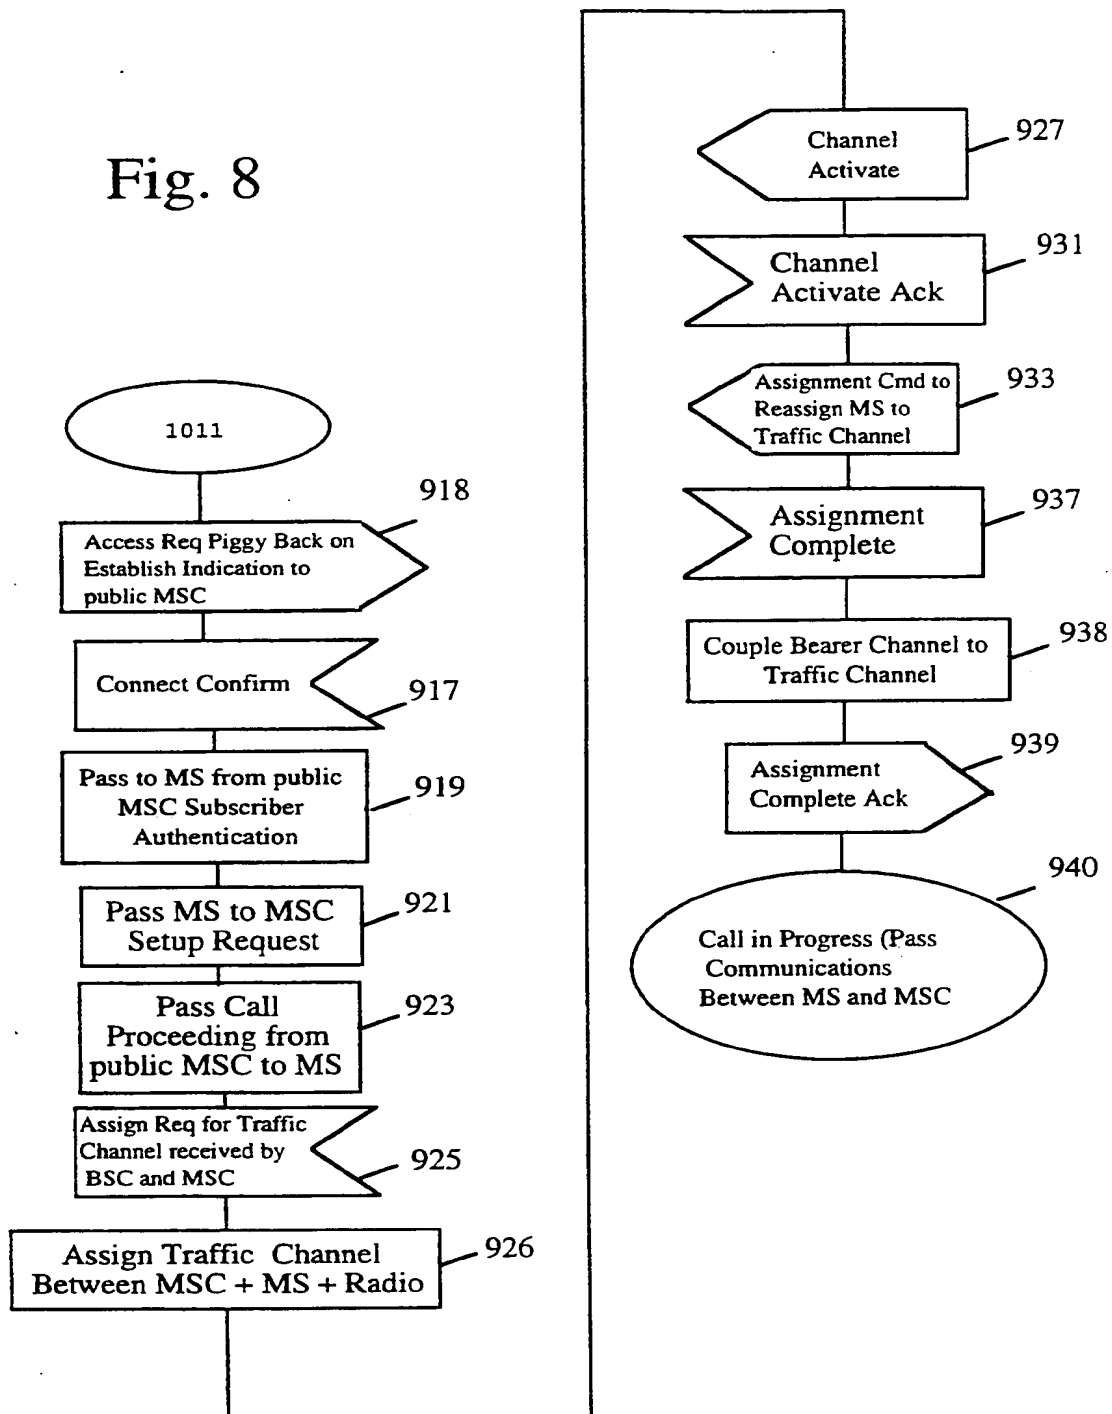 Fig. 8
1011
918
Access Req Piggy Back on
Establish Indication to
public MSC
Connect Confirm
917
Pass to MS from public
MSC Subscriber
Authentication
919
Pass MS to MSC
Setup Request
921
Pass Call
Proceeding from
public MSC to MS
923
Assign Req for Traffic
Channel received by
BSC and MSC
925
Assign Traffic Channel
Between MSC + MS + Radio
926
Channel
Activate
927
Channel
Activate Ack
931
Assignment Cmd to
Reassign MS to
Traffic Channel
933
Assignment
Complete
937
Couple Bearer Channel to
Traffic Channel
938
Assignment
Complete Ack
939
940
Call in Progress (Pass
Communications
Between MS and MSC